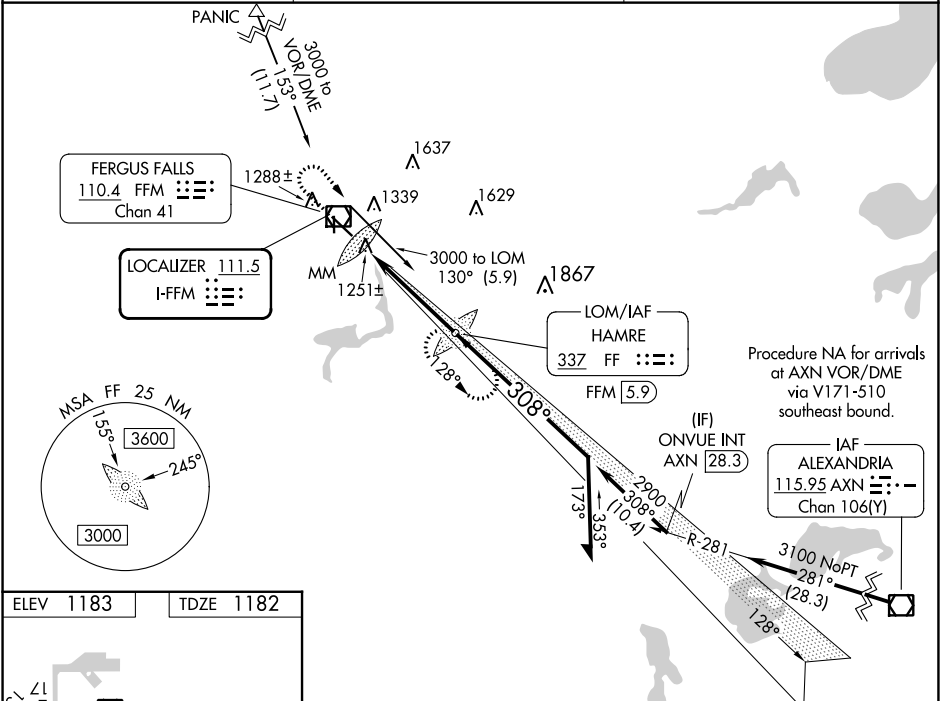 PANIC
3000 to
VOR/DME
153°
(11.7)
FERGUS FALLS
110.4 FFM
Chan 41
1288±
1637
1339
1629
LOCALIZER 111.5
I-FFM
MM
1251±
3000 to LOM
130° (5.9)
1867
LOM/IAF
HAMRE
337 FF
FFM 5.9
128°
308°
Procedure NA for arrivals
at AXN VOR/DME
via V171-510
southeast bound.
(IF)
ONVUE INT
AXN 28.3
IAF
ALEXANDRIA
115.95 AXN
Chan 106(Y)
MSA FF 25 NM
155°
3600
245°
3000
173°
353°
2900
308°
(10.4)
R-281
3100 NoPT
281°
(28.3)
128°
ELEV 1183
TDZE 1182
17